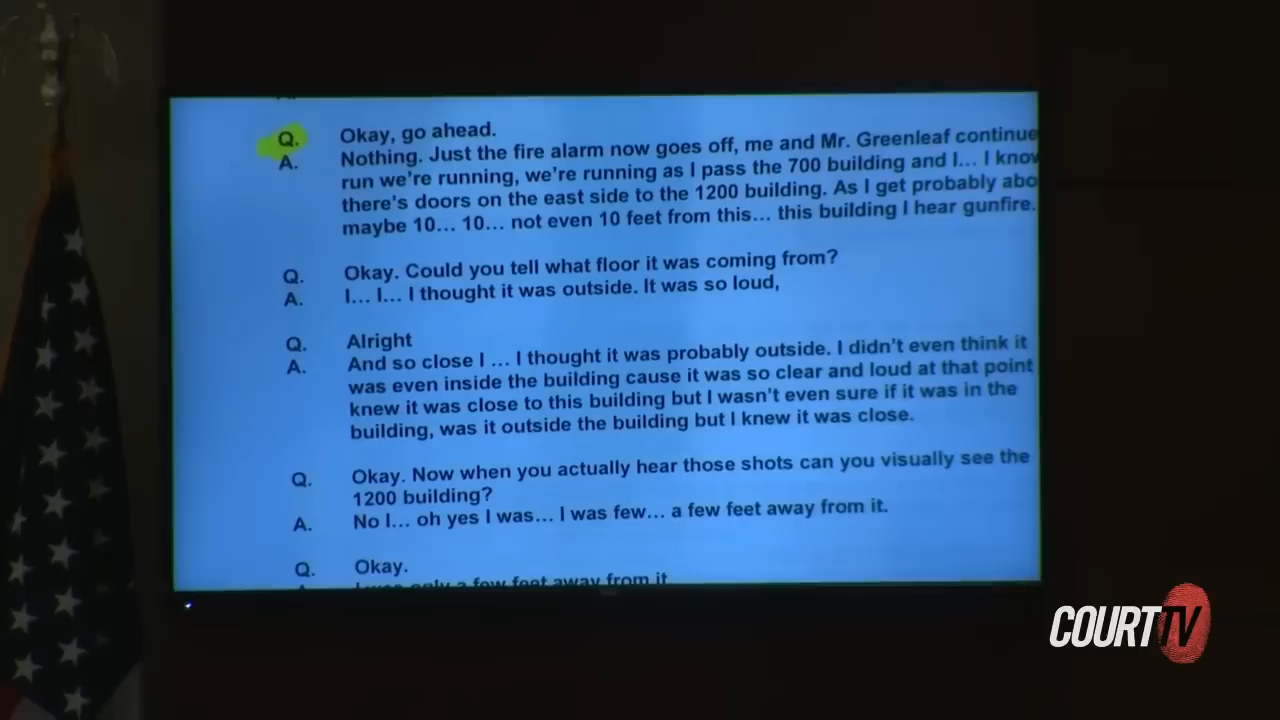 Q. Okay, go ahead.
A. Nothing. Just the fire alarm now goes off, me and Mr. Greenleaf continue
run we're running, we're running as I pass the 700 building and I... I know
there's doors on the east side to the 1200 building. As I get probably abo
maybe 10... 10... not even 10 feet from this... this building I hear gunfire.
Q. Okay. Could you tell what floor it was coming from?
A. I... I... I thought it was outside. It was so loud,
Q. Alright
A. And so close I ... I thought it was probably outside. I didn't even think it
was even inside the building cause it was so clear and loud at that point
knew it was close to this building but I wasn't even sure if it was in the
building, was it outside the building but I knew it was close.
Q. Okay. Now when you actually hear those shots can you visually see the
1200 building?
A. No I... oh yes I was... I was few... a few feet away from it.
Q. Okay.
I was only a few feet away from it
COURT TV